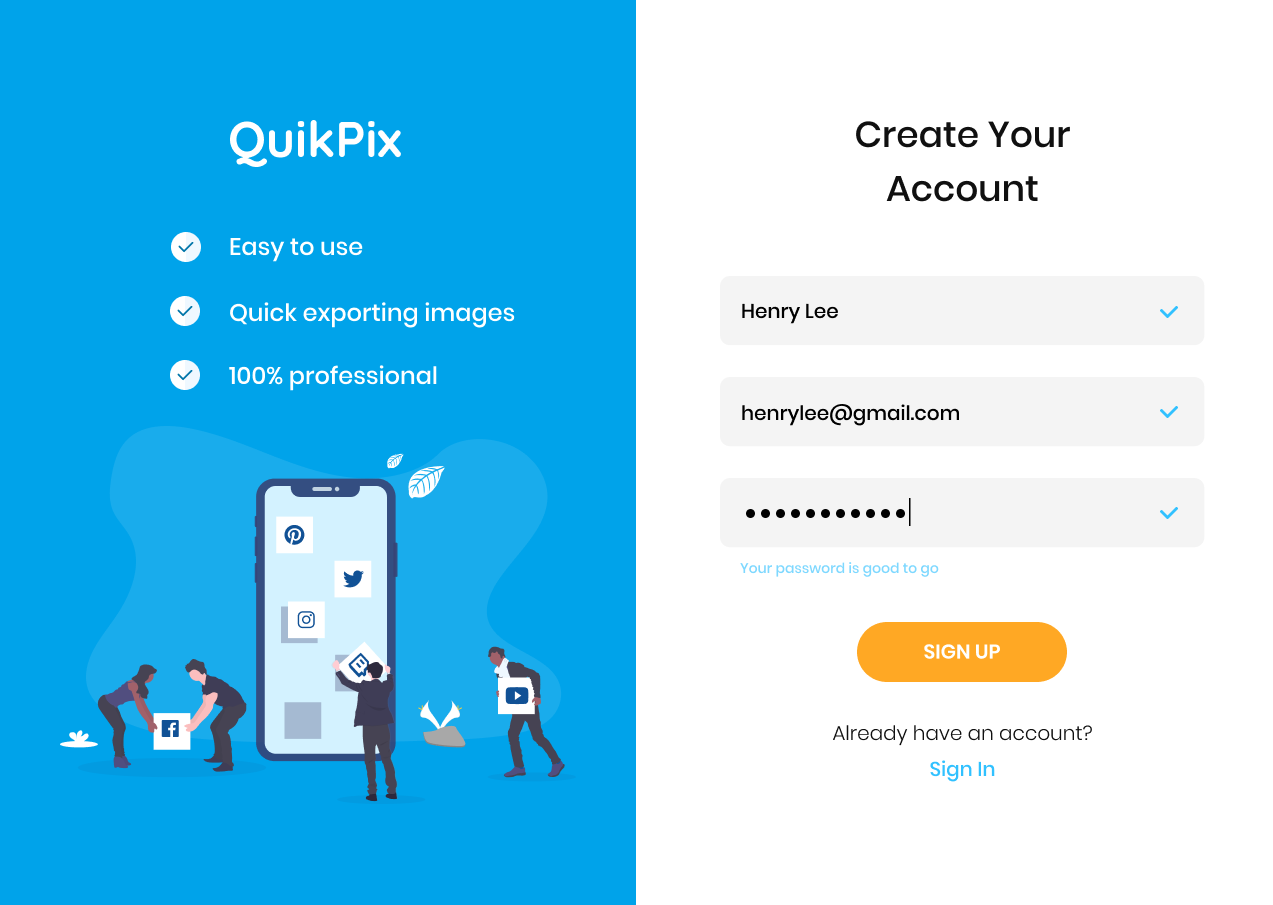 QuikPix
Easy to use
Quick exporting images
100% professional
Create Your
Account
Henry Lee
henrylee@gmail.com
Your password is good to go
SIGN UP
Already have an account?
Sign In